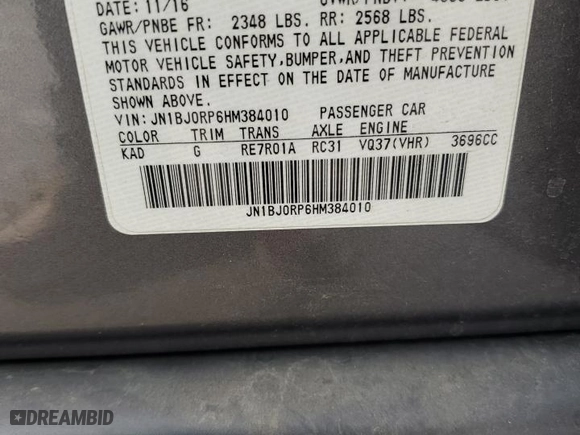 DATE: 11/16
GAWR/PNBE FR: 2348 LBS. RR: 2568 LBS.
THIS VEHICLE CONFORMS TO ALL APPLICABLE FEDERAL
MOTOR VEHICLE SAFETY,BUMPER,AND THEFT PREVENTION
STANDARDS IN EFFECT ON THE DATE OF MANUFACTURE
SHOWN ABOVE.
VIN: JN1BJ0RP6HM384010 PASSENGER CAR
COLOR TRIM TRANS AXLE ENGINE
KAD G RE7R01A RC31 VQ37(VHR) 3696CC
JN1BJ0RP6HM384010
DREAMBID